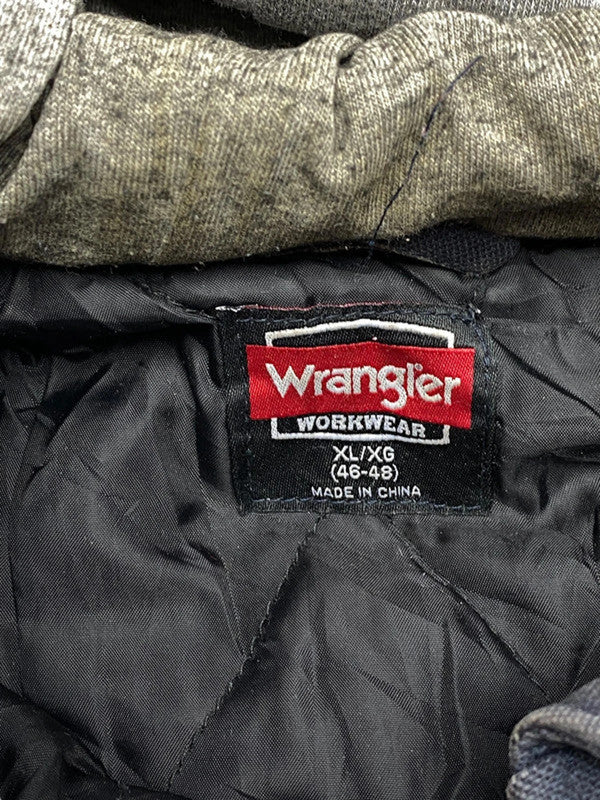 Wrangler
WORKWEAR
XL/XG
(46-48)
MADE IN CHINA